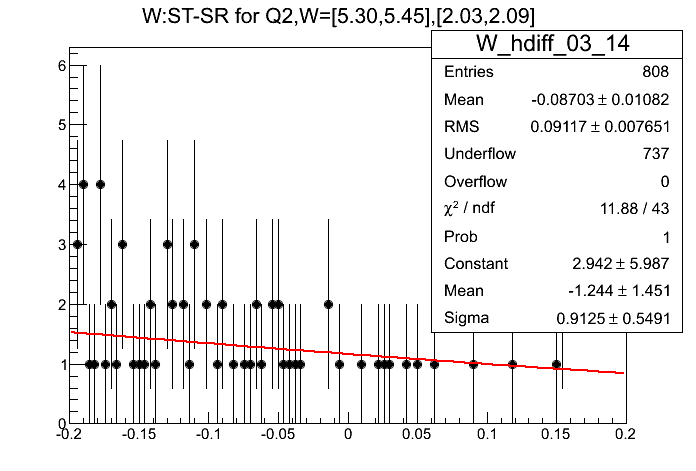 W:ST-SR for Q2,W=[5.30,5.45],[2.03,2.09]
W_hdiff_03_14
Entries 808
Mean -0.08703 ± 0.01082
RMS 0.09117 ± 0.007651
Underflow 737
Overflow 0
χ² / ndf 11.88 / 43
Prob 1
Constant 2.942 ± 5.987
Mean -1.244 ± 1.451
Sigma 0.9125 ± 0.5491
6
5
4
3
2
1
0
-0.2 -0.15 -0.1 -0.05 0 0.05 0.1 0.15 0.2